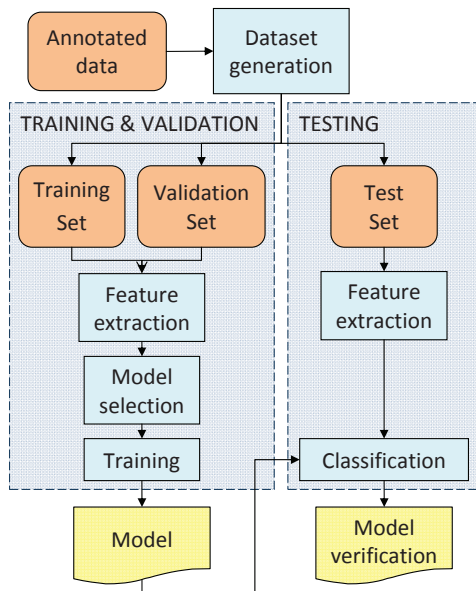 Annotated
data
Dataset
generation
TRAINING & VALIDATION
Training
Set
Validation
Set
Feature
extraction
Model
selection
Training
Model
TESTING
Test
Set
Feature
extraction
Classification
Model
verification